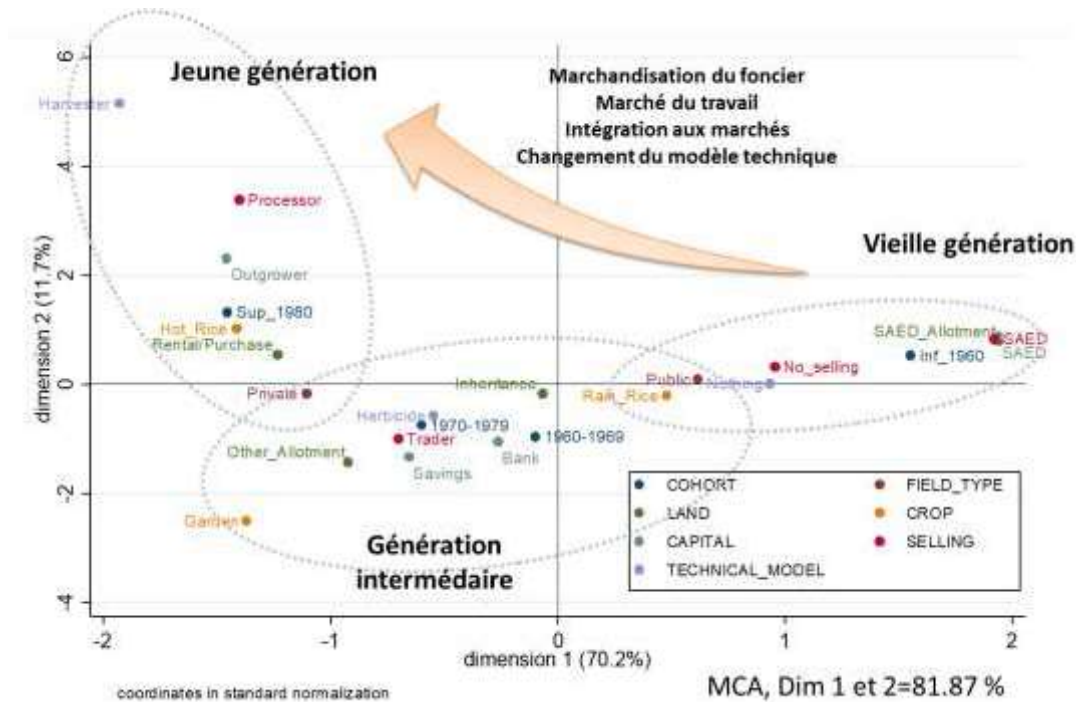 6
Jeune génération
Marchandisation du foncier
Marché du travail
Intégration aux marchés
Changement du modèle technique
Harvester
4
Processor
Vieille génération
2
Outgrower
Sup_1980
Hot_Rice
Rental/Purchase
SAED_Allotment
SAED
SAED
Inf_1960
No_selling
0
Public
Nothing
Inheritance
Private
Rain_Rice
Herbicide
1970-1979
1960-1969
Trader
Other_Allotment
Savings
Bank
-2
Garden
Génération
intermédaire
COHORT
FIELD_TYPE
LAND
CROP
CAPITAL
SELLING
TECHNICAL_MODEL
-4
dimension 2 (11.7%)
-2
-1
0
1
2
dimension 1 (70.2%)
coordinates in standard normalization
MCA, Dim 1 et 2=81.87 %